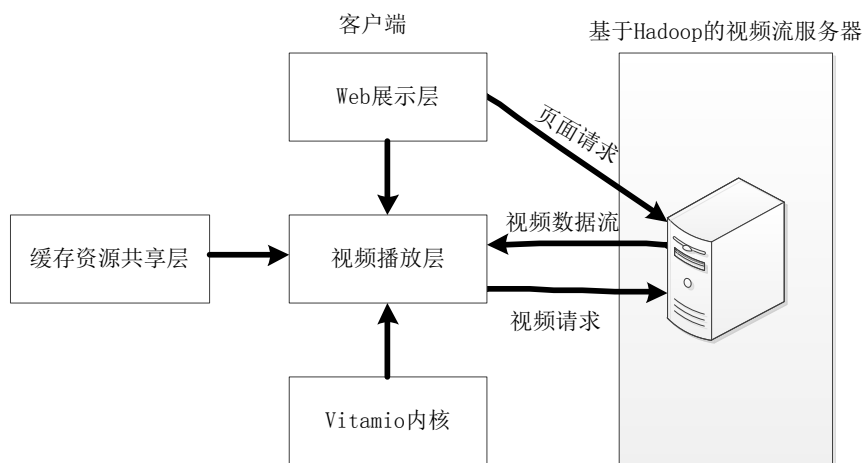 客户端
基于Hadoop的视频流服务器
Web展示层
页面请求
视频数据流
缓存资源共享层
视频播放层
视频请求
Vitamio内核